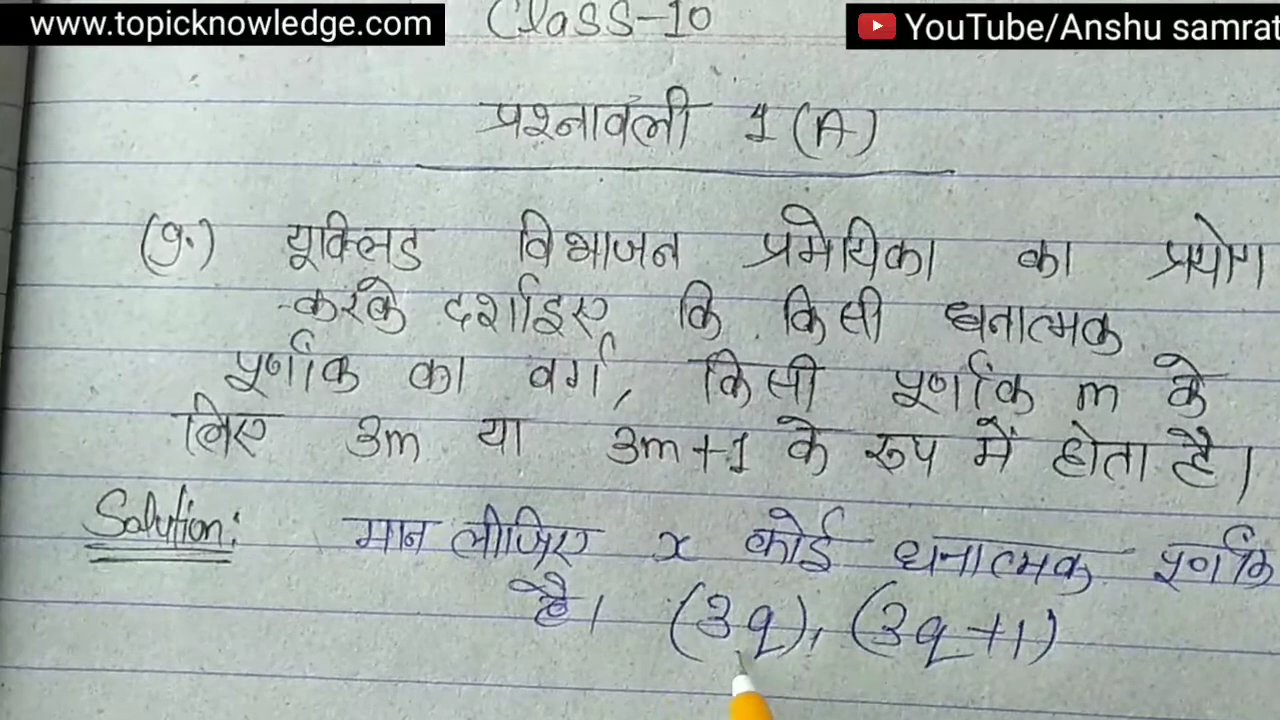 www.topicknowledge.com
YouTube/Anshu samrat
Class-10
प्रश्नावली 1 (A)
(9.) यूक्लिड विभाजन प्रमेयिका का प्रयोग
करके दर्शाइए कि किसी धनात्मक
पूर्णांक का वर्ग, किसी पूर्णांक m के
लिए 3m या 3m+1 के रूप में होता है।
Solution: मान लीजिए x कोई धनात्मक पूर्णांक
है। (3q), (3q+1)